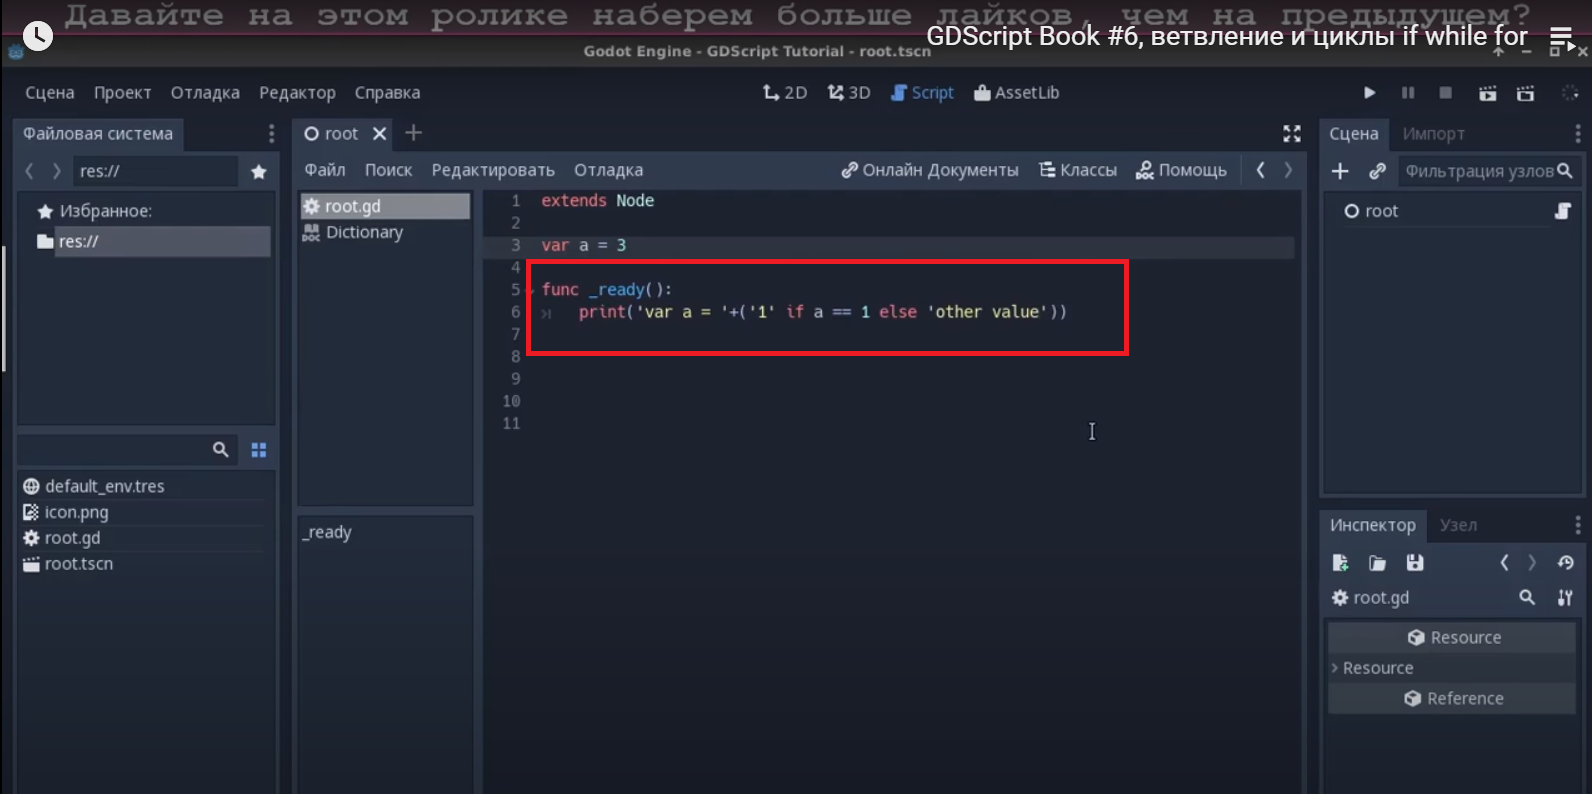 Давайте на этом ролике наберем больше лайков, чем на предыдущем?
GDScript Book #6, ветвление и циклы if while for
Godot Engine - GDScript Tutorial - root.tscn
Сцена Проект Отладка Редактор Справка
2D 3D Script AssetLib
Файловая система
res://
Избранное:
res://
default_env.tres
icon.png
root.gd
root.tscn
root
Файл Поиск Редактировать Отладка
Онлайн Документы Классы Помощь
root.gd
Dictionary
_ready
1 extends Node
2
3 var a = 3
4
5 func _ready():
6 print('var a = '+('1' if a == 1 else 'other value'))
7
8
9
10
11
Сцена Импорт
Фильтрация узлов
root
Инспектор Узел
root.gd
Resource
Resource
Reference